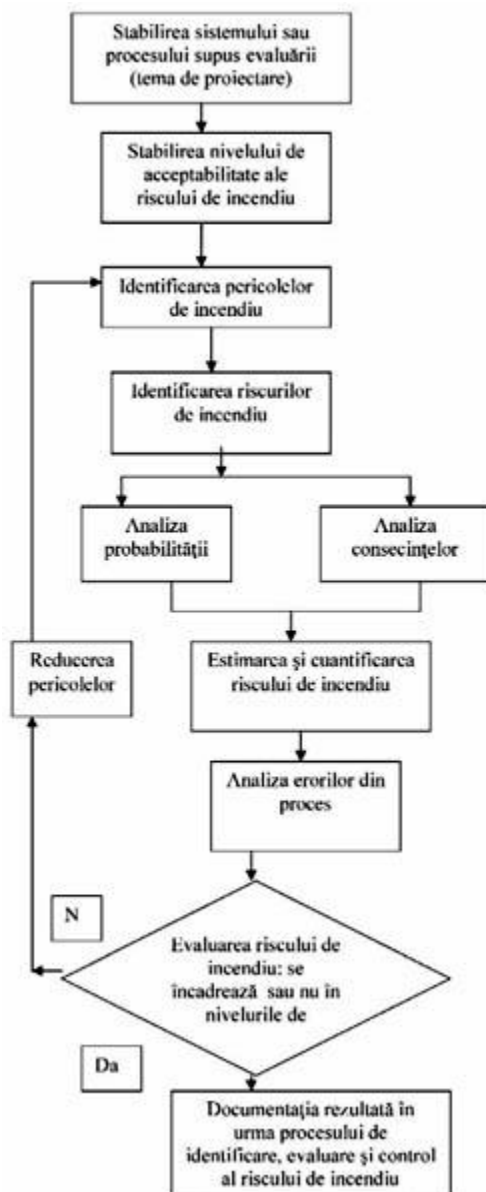 Stabilirea sistemului sau
procesului supus evaluării
(tema de proiectare)
Stabilirea nivelului de
acceptabilitate ale
riscului de incendiu
Identificarea pericolelor
de incendiu
Identificarea riscurilor
de incendiu
Analiza
probabilităţii
Analiza
consecinţelor
Reducerea
pericolelor
Estimarea şi cuantificarea
riscului de incendiu
Analiza erorilor din
proces
N
Evaluarea riscului de
incendiu: se
încadrează sau nu în
nivelurile de
Da
Documentaţia rezultată în
urma procesului de
identificare, evaluare şi control
al riscului de incendiu